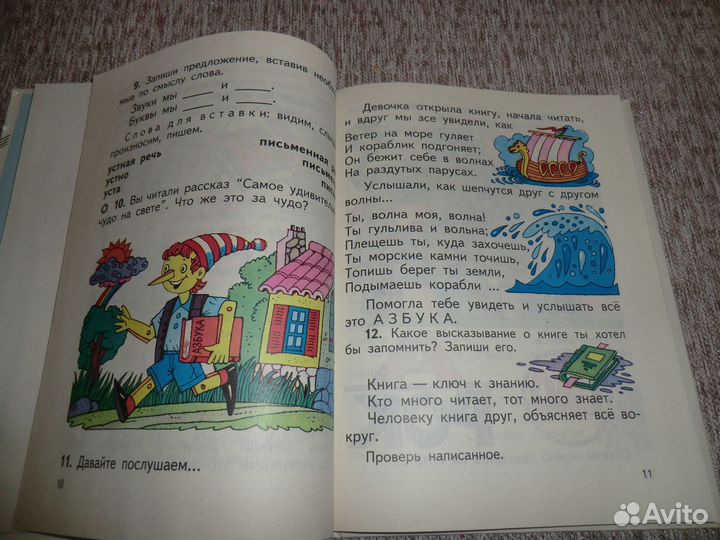 9. Запиши предложение, вставив необхо
мые по смыслу слова.
Звуки мы ______ и ______.
Буквы мы ______ и ______.
Слова для вставки: видим, слы
произносим, пишем.
устная речь
письменная
устно
письм
уста
10. Вы читали рассказ "Самое удивитель
чудо на свете". Что же это за чудо?
АЗБУКА
11. Давайте послушаем...
10
Девочка открыла книгу, начала читать,
и вдруг мы все увидели, как
Ветер на море гуляет
И кораблик подгоняет;
Он бежит себе в волнах
На раздутых парусах.
Услышали, как шепчутся друг с другом
волны...
Ты, волна моя, волна!
Ты гульлива и вольна;
Плещешь ты, куда захочешь,
Ты морские камни точишь,
Топишь берег ты земли,
Подымаешь корабли ...
Помогла тебе увидеть и услышать всё
это АЗБУКА.
12. Какое высказывание о книге ты хотел
бы запомнить? Запиши его.
Книга — ключ к знанию.
Кто много читает, тот много знает.
Человеку книга друг, объясняет всё во-
круг.
Проверь написанное.
11
Avito